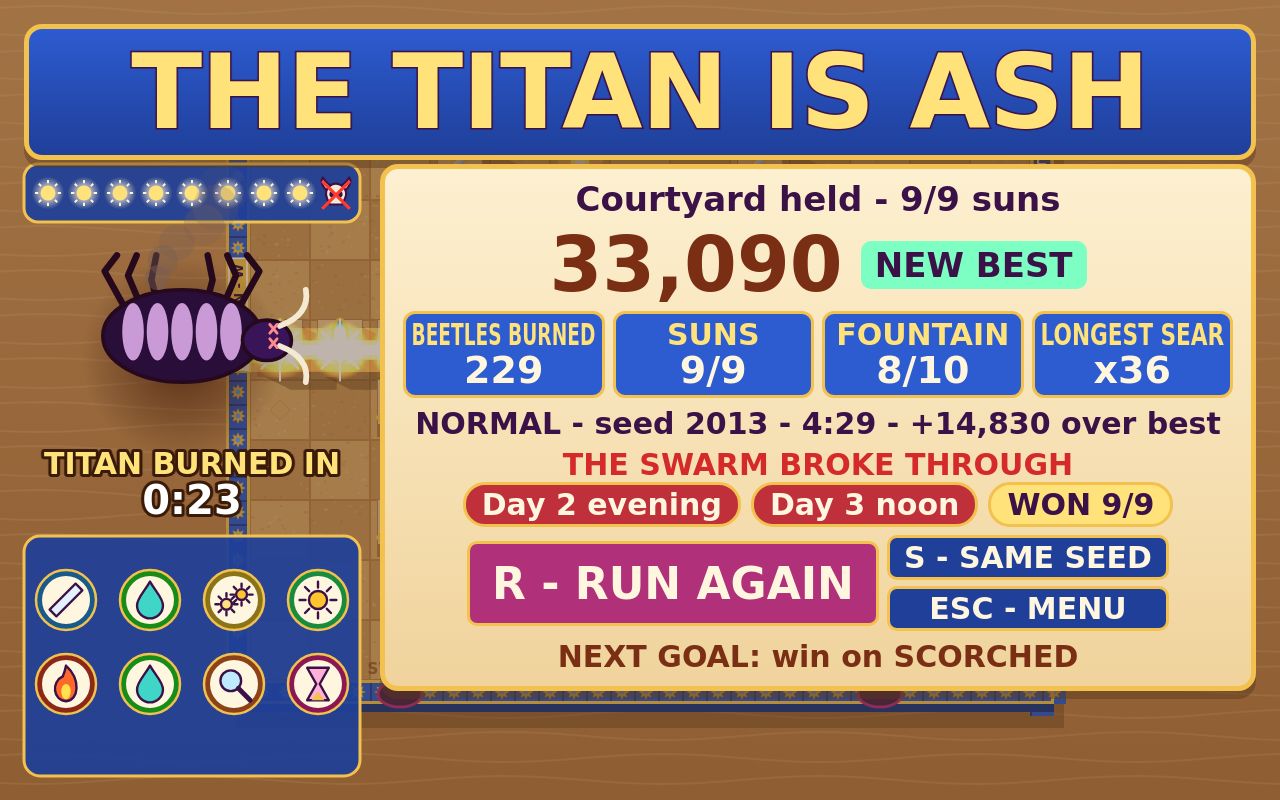 THE TITAN IS ASH
Courtyard held - 9/9 suns
33,090 NEW BEST
BEETLES BURNED
229
SUNS
9/9
FOUNTAIN
8/10
LONGEST SEAR
x36
NORMAL - seed 2013 - 4:29 - +14,830 over best
THE SWARM BROKE THROUGH
Day 2 evening
Day 3 noon
WON 9/9
TITAN BURNED IN
0:23
R - RUN AGAIN
S - SAME SEED
ESC - MENU
NEXT GOAL: win on SCORCHED